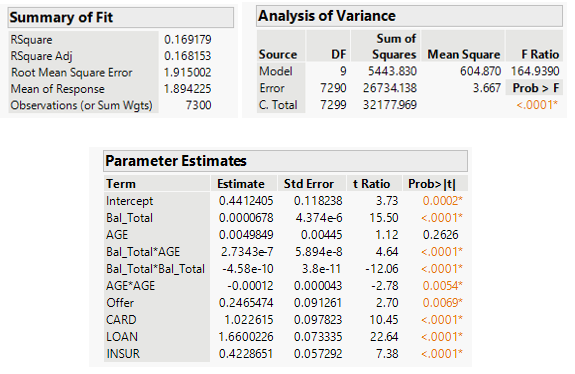 Summary of Fit
RSquare 0.169179
RSquare Adj 0.168153
Root Mean Square Error 1.915002
Mean of Response 1.894225
Observations (or Sum Wgts) 7300
Analysis of Variance
Sum of
Source DF Squares Mean Square F Ratio
Model 9 5443.830 604.870 164.9390
Error 7290 26734.138 3.667 Prob > F
C. Total 7299 32177.969 <.0001*
Parameter Estimates
Term Estimate Std Error t Ratio Prob>|t|
Intercept 0.4412405 0.118238 3.73 0.0002*
Bal_Total 0.0000678 4.374e-6 15.50 <.0001*
AGE 0.0049849 0.00445 1.12 0.2626
Bal_Total*AGE 2.7343e-7 5.894e-8 4.64 <.0001*
Bal_Total*Bal_Total -4.58e-10 3.8e-11 -12.06 <.0001*
AGE*AGE -0.00012 0.000043 -2.78 0.0054*
Offer 0.2465474 0.091261 2.70 0.0069*
CARD 1.022615 0.097823 10.45 <.0001*
LOAN 1.6600226 0.073335 22.64 <.0001*
INSUR 0.4228651 0.057292 7.38 <.0001*